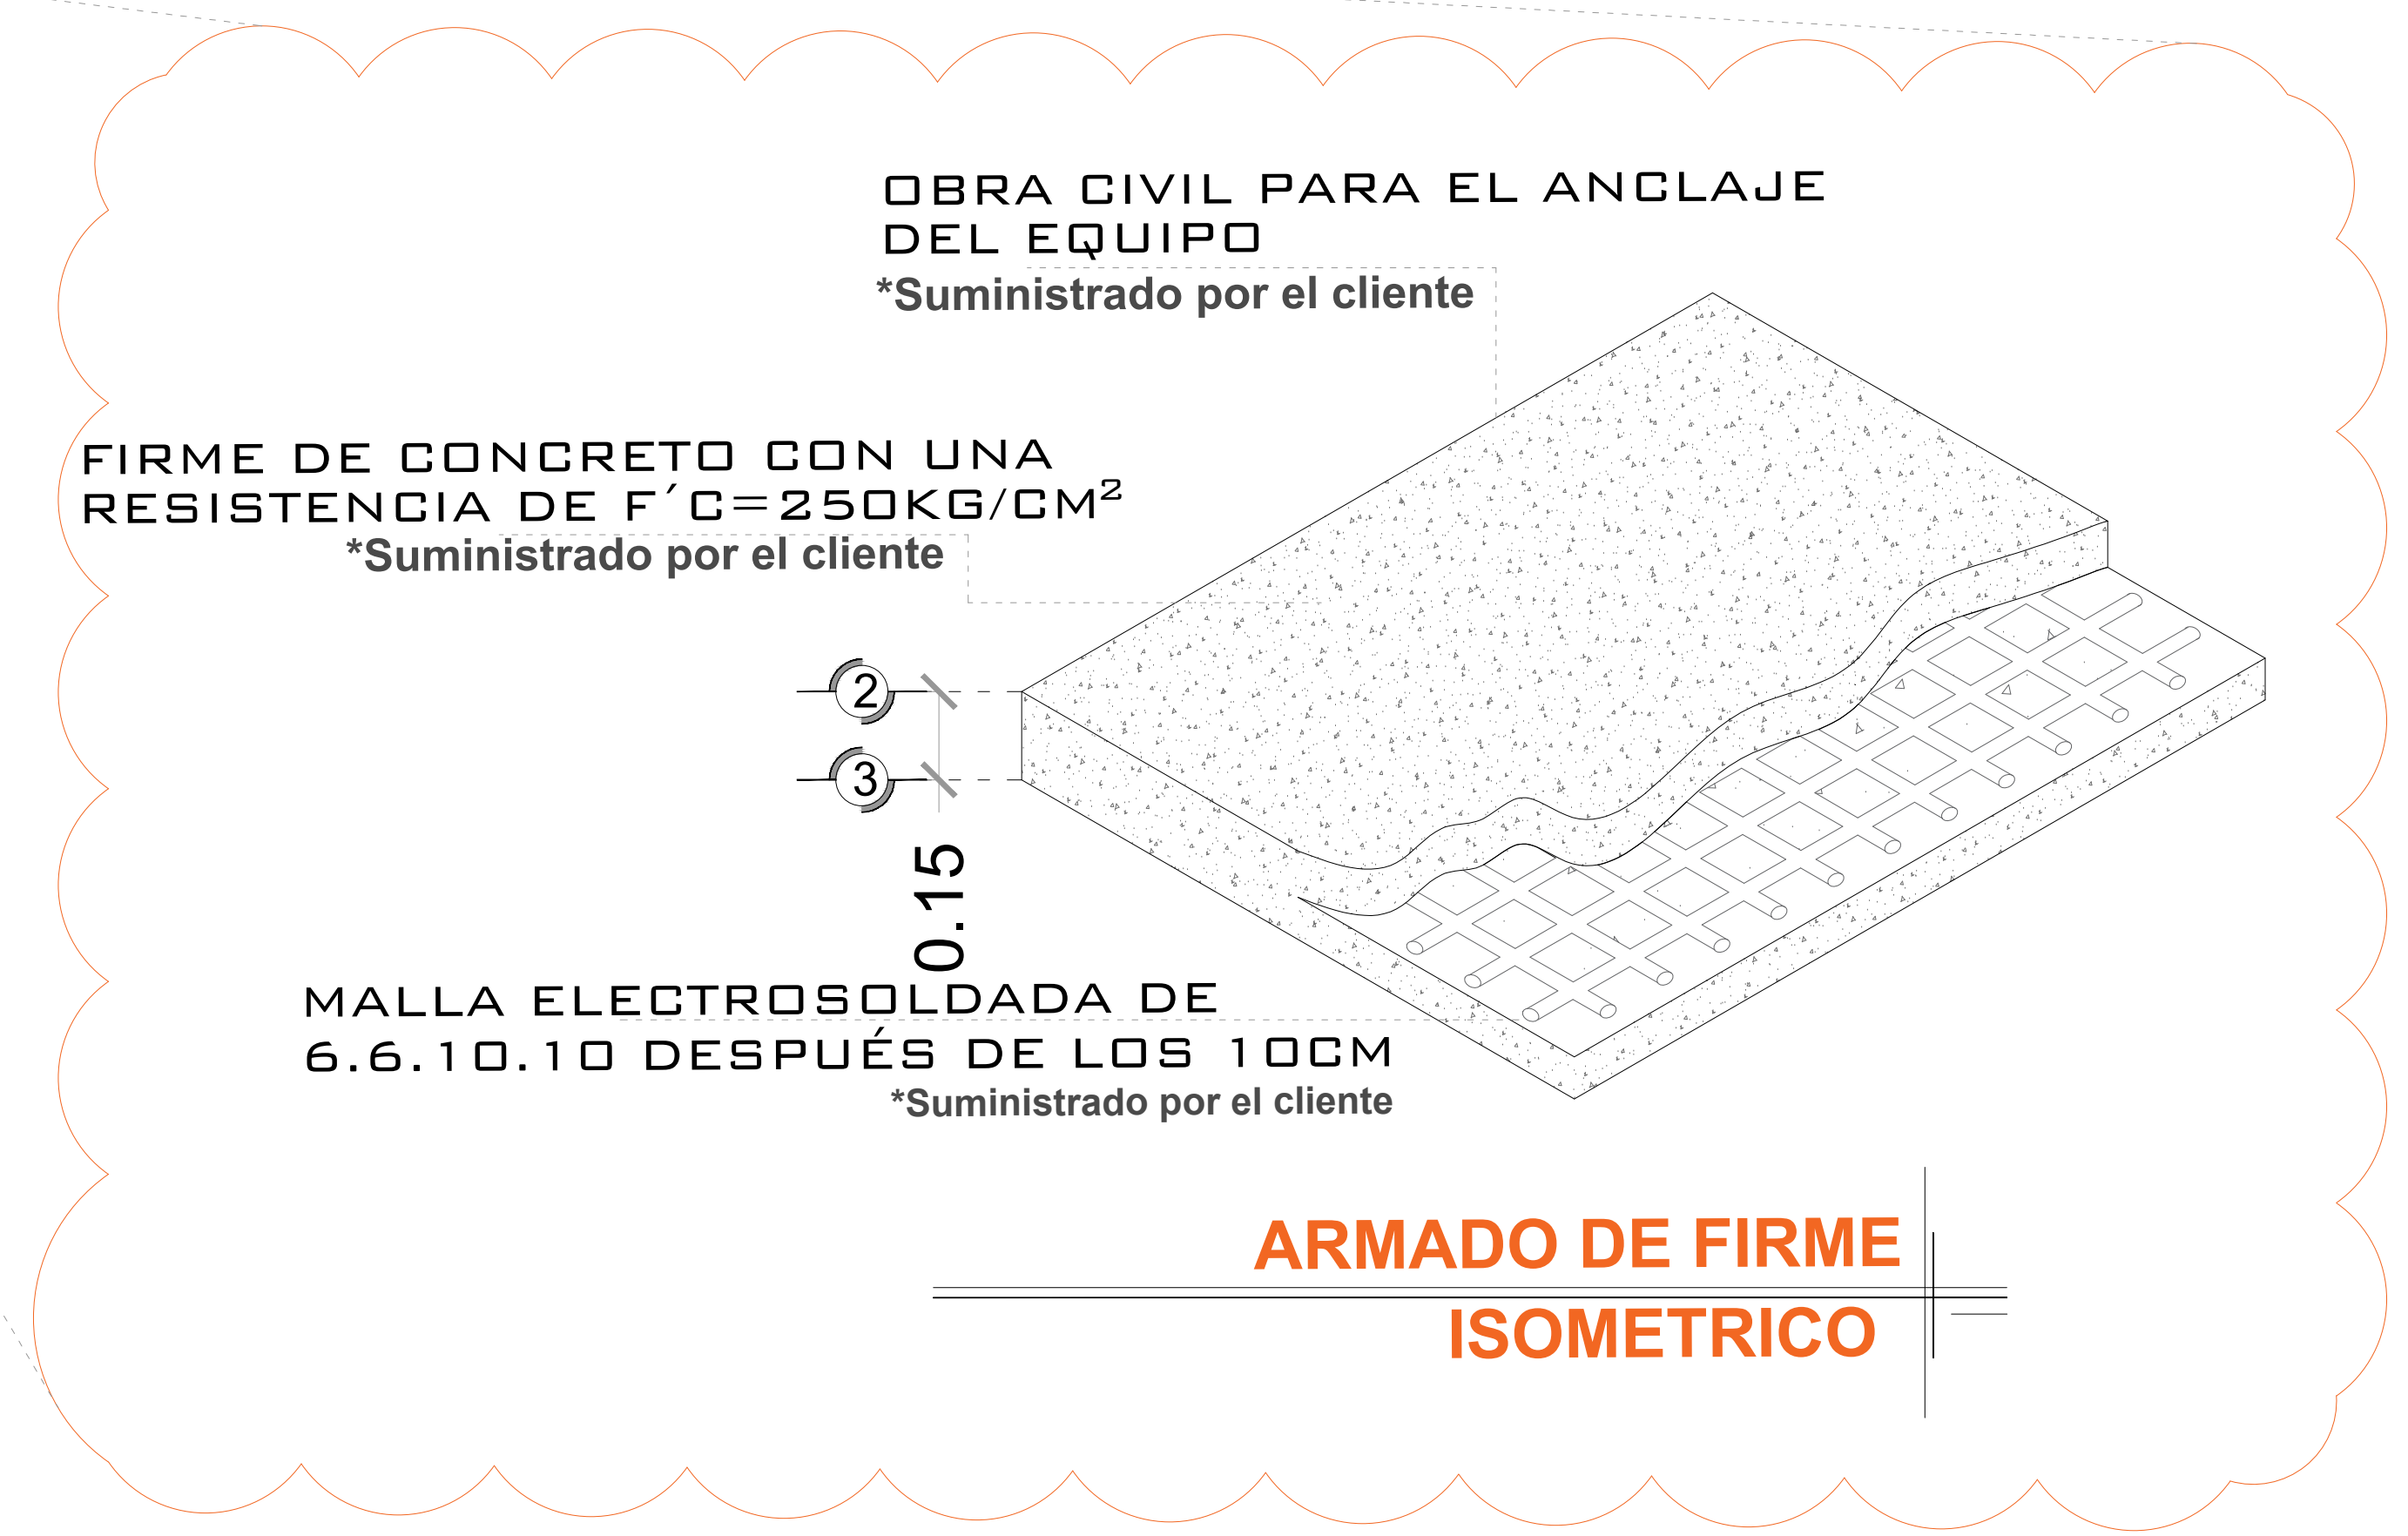 OBRA CIVIL PARA EL ANCLAJE
DEL EQUIPO
*Suministrado por el cliente
FIRME DE CONCRETO CON UNA
RESISTENCIA DE F´C=250KG/CM²
*Suministrado por el cliente
2
3
0.15
MALLA ELECTROSOLDADA DE
6.6.10.10 DESPUÉS DE LOS 10CM
*Suministrado por el cliente
ARMADO DE FIRME
ISOMETRICO